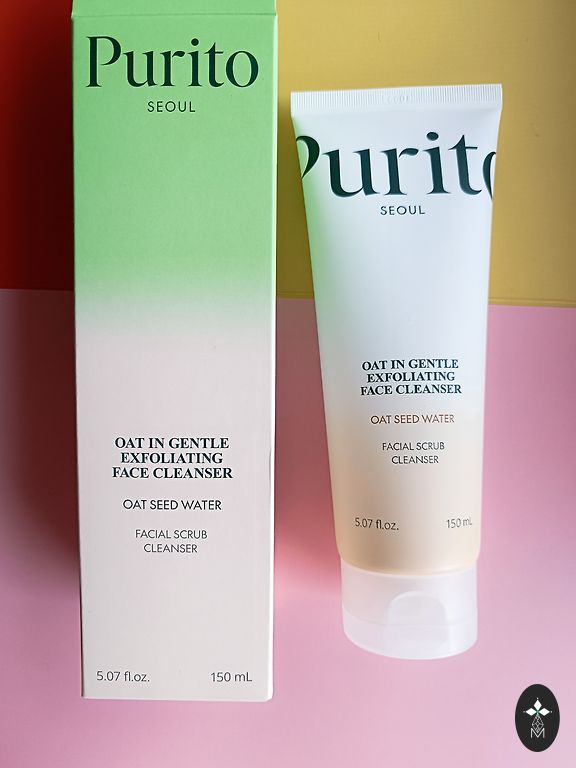 Purito
SEOUL
OAT IN GENTLE
EXFOLIATING
FACE CLEANSER
OAT SEED WATER
FACIAL SCRUB
CLEANSER
5.07 fl.oz. 150 mL
Purito
SEOUL
OAT IN GENTLE
EXFOLIATING
FACE CLEANSER
OAT SEED WATER
FACIAL SCRUB
CLEANSER
5.07 fl.oz. 150 mL
M